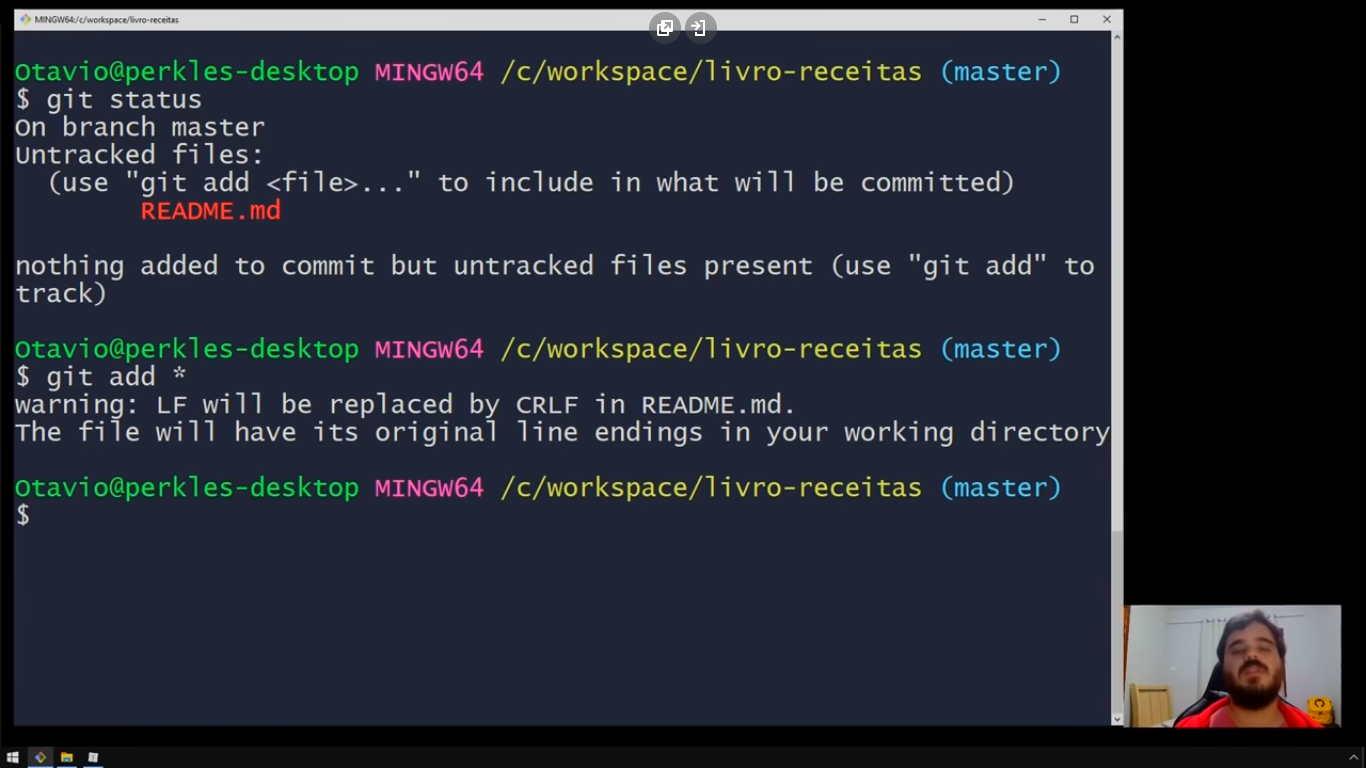 MINGW64:/c/workspace/livro-receitas
Otavio@perkles-desktop MINGW64 /c/workspace/livro-receitas (master)
$ git status
On branch master
Untracked files:
  (use "git add <file>..." to include in what will be committed)
        README.md

nothing added to commit but untracked files present (use "git add" to
track)

Otavio@perkles-desktop MINGW64 /c/workspace/livro-receitas (master)
$ git add *
warning: LF will be replaced by CRLF in README.md.
The file will have its original line endings in your working directory

Otavio@perkles-desktop MINGW64 /c/workspace/livro-receitas (master)
$